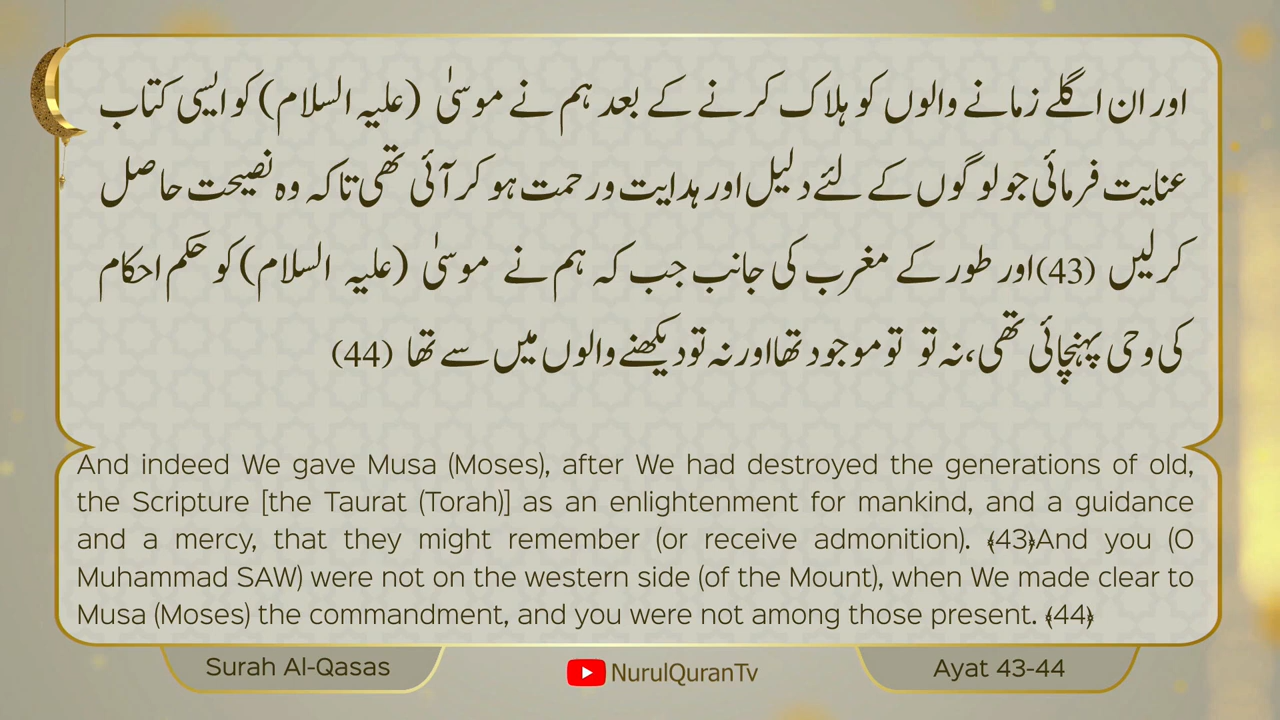 اور ان اگلے زمانے والوں کو ہلاک کرنے کے بعد ہم نے موسیٰ (علیہ السلام) کو ایسی کتاب
عنایت فرمائی جو لوگوں کے لئے دلیل اور ہدایت ورحمت ہو کر آئی تھی تاکہ وہ نصیحت حاصل
کرلیں (43) اور طور کے مغرب کی جانب جب کہ ہم نے موسیٰ (علیہ السلام) کو حکم احکام
کی وحی پہنچائی تھی، نہ تو تو موجود تھا اور نہ تو دیکھنے والوں میں سے تھا (44)
And indeed We gave Musa (Moses), after We had destroyed the generations of old,
the Scripture [the Taurat (Torah)] as an enlightenment for mankind, and a guidance
and a mercy, that they might remember (or receive admonition). ﴾43﴿And you (O
Muhammad SAW) were not on the western side (of the Mount), when We made clear to
Musa (Moses) the commandment, and you were not among those present. ﴾44﴿
Surah Al-Qasas
NurulQuranTv
Ayat 43-44